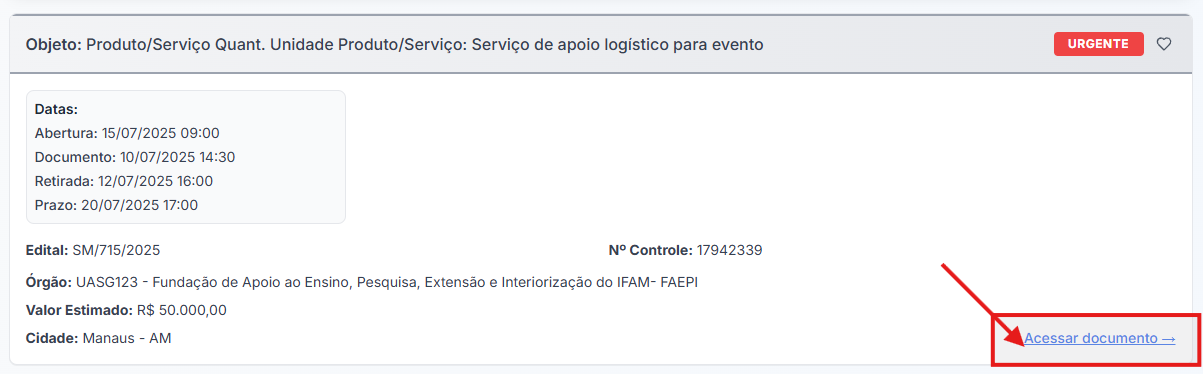 Objeto: Produto/Serviço Quant. Unidade Produto/Serviço: Serviço de apoio logístico para evento
URGENTE
Datas:
Abertura: 15/07/2025 09:00
Documento: 10/07/2025 14:30
Retirada: 12/07/2025 16:00
Prazo: 20/07/2025 17:00
Edital: SM/715/2025
Nº Controle: 17942339
Órgão: UASG123 - Fundação de Apoio ao Ensino, Pesquisa, Extensão e Interiorização do IFAM- FAEPI
Valor Estimado: R$ 50.000,00
Cidade: Manaus - AM
Acessar documento →